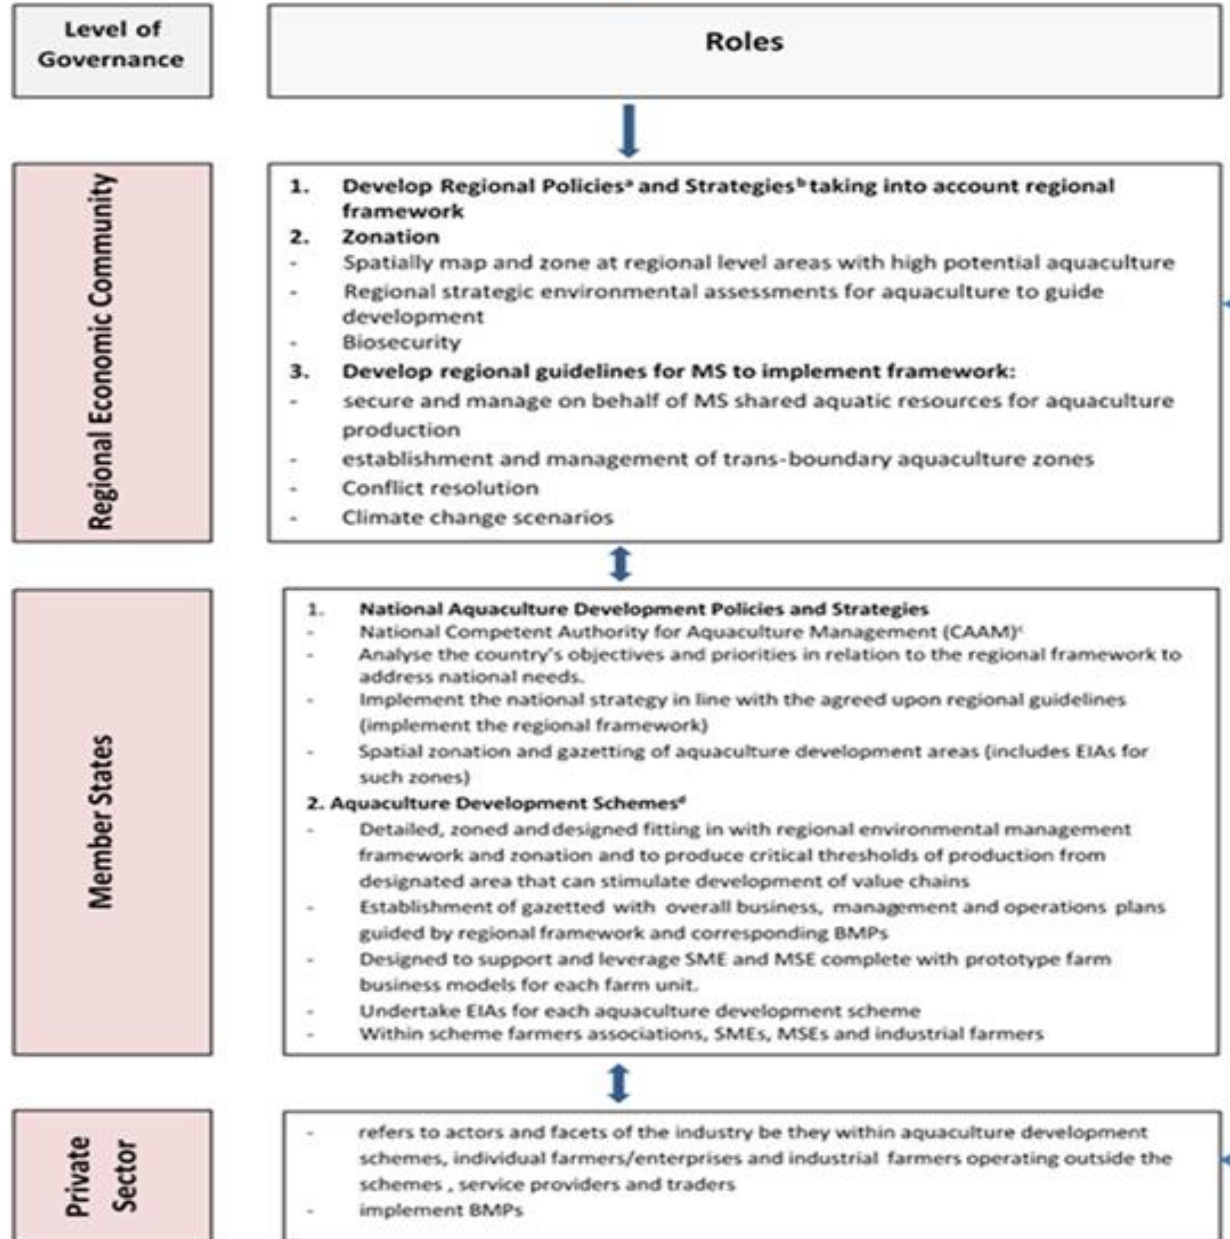 Level of
Governance
Roles
Regional Economic Community
1. Develop Regional Policiesᵃ and Strategiesᵇ taking into account regional
framework
2. Zonation
- Spatially map and zone at regional level areas with high potential aquaculture
- Regional strategic environmental assessments for aquaculture to guide
development
- Biosecurity
3. Develop regional guidelines for MS to implement framework:
- secure and manage on behalf of MS shared aquatic resources for aquaculture
production
- establishment and management of trans-boundary aquaculture zones
- Conflict resolution
- Climate change scenarios
Member States
1. National Aquaculture Development Policies and Strategies
- National Competent Authority for Aquaculture Management (CAAM)ᶜ
- Analyse the country's objectives and priorities in relation to the regional framework to
address national needs.
- Implement the national strategy in line with the agreed upon regional guidelines
(implement the regional framework)
- Spatial zonation and gazetting of aquaculture development areas (includes EIAs for
such zones)
2. Aquaculture Development Schemesᵈ
- Detailed, zoned and designed fitting in with regional environmental management
framework and zonation and to produce critical thresholds of production from
designated area that can stimulate development of value chains
- Establishment of gazetted with overall business, management and operations plans
guided by regional framework and corresponding BMPs
- Designed to support and leverage SME and MSE complete with prototype farm
business models for each farm unit.
- Undertake EIAs for each aquaculture development scheme
- Within scheme farmers associations, SMEs, MSEs and industrial farmers
Private
Sector
- refers to actors and facets of the industry be they within aquaculture development
schemes, individual farmers/enterprises and industrial farmers operating outside the
schemes , service providers and traders
- implement BMPs